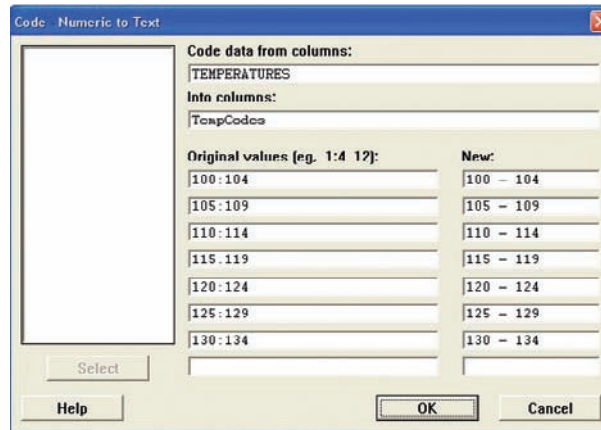 Code - Numeric to Text
Code data from columns:
TEMPERATURES
Into columns:
TempCodes
Original values (eg, 1:4 12): New:
100:104 100 - 104
105:109 105 - 109
110:114 110 - 114
115.119 115 - 119
120:124 120 - 124
125:129 125 - 129
130:134 130 - 134
Select
Help OK Cancel